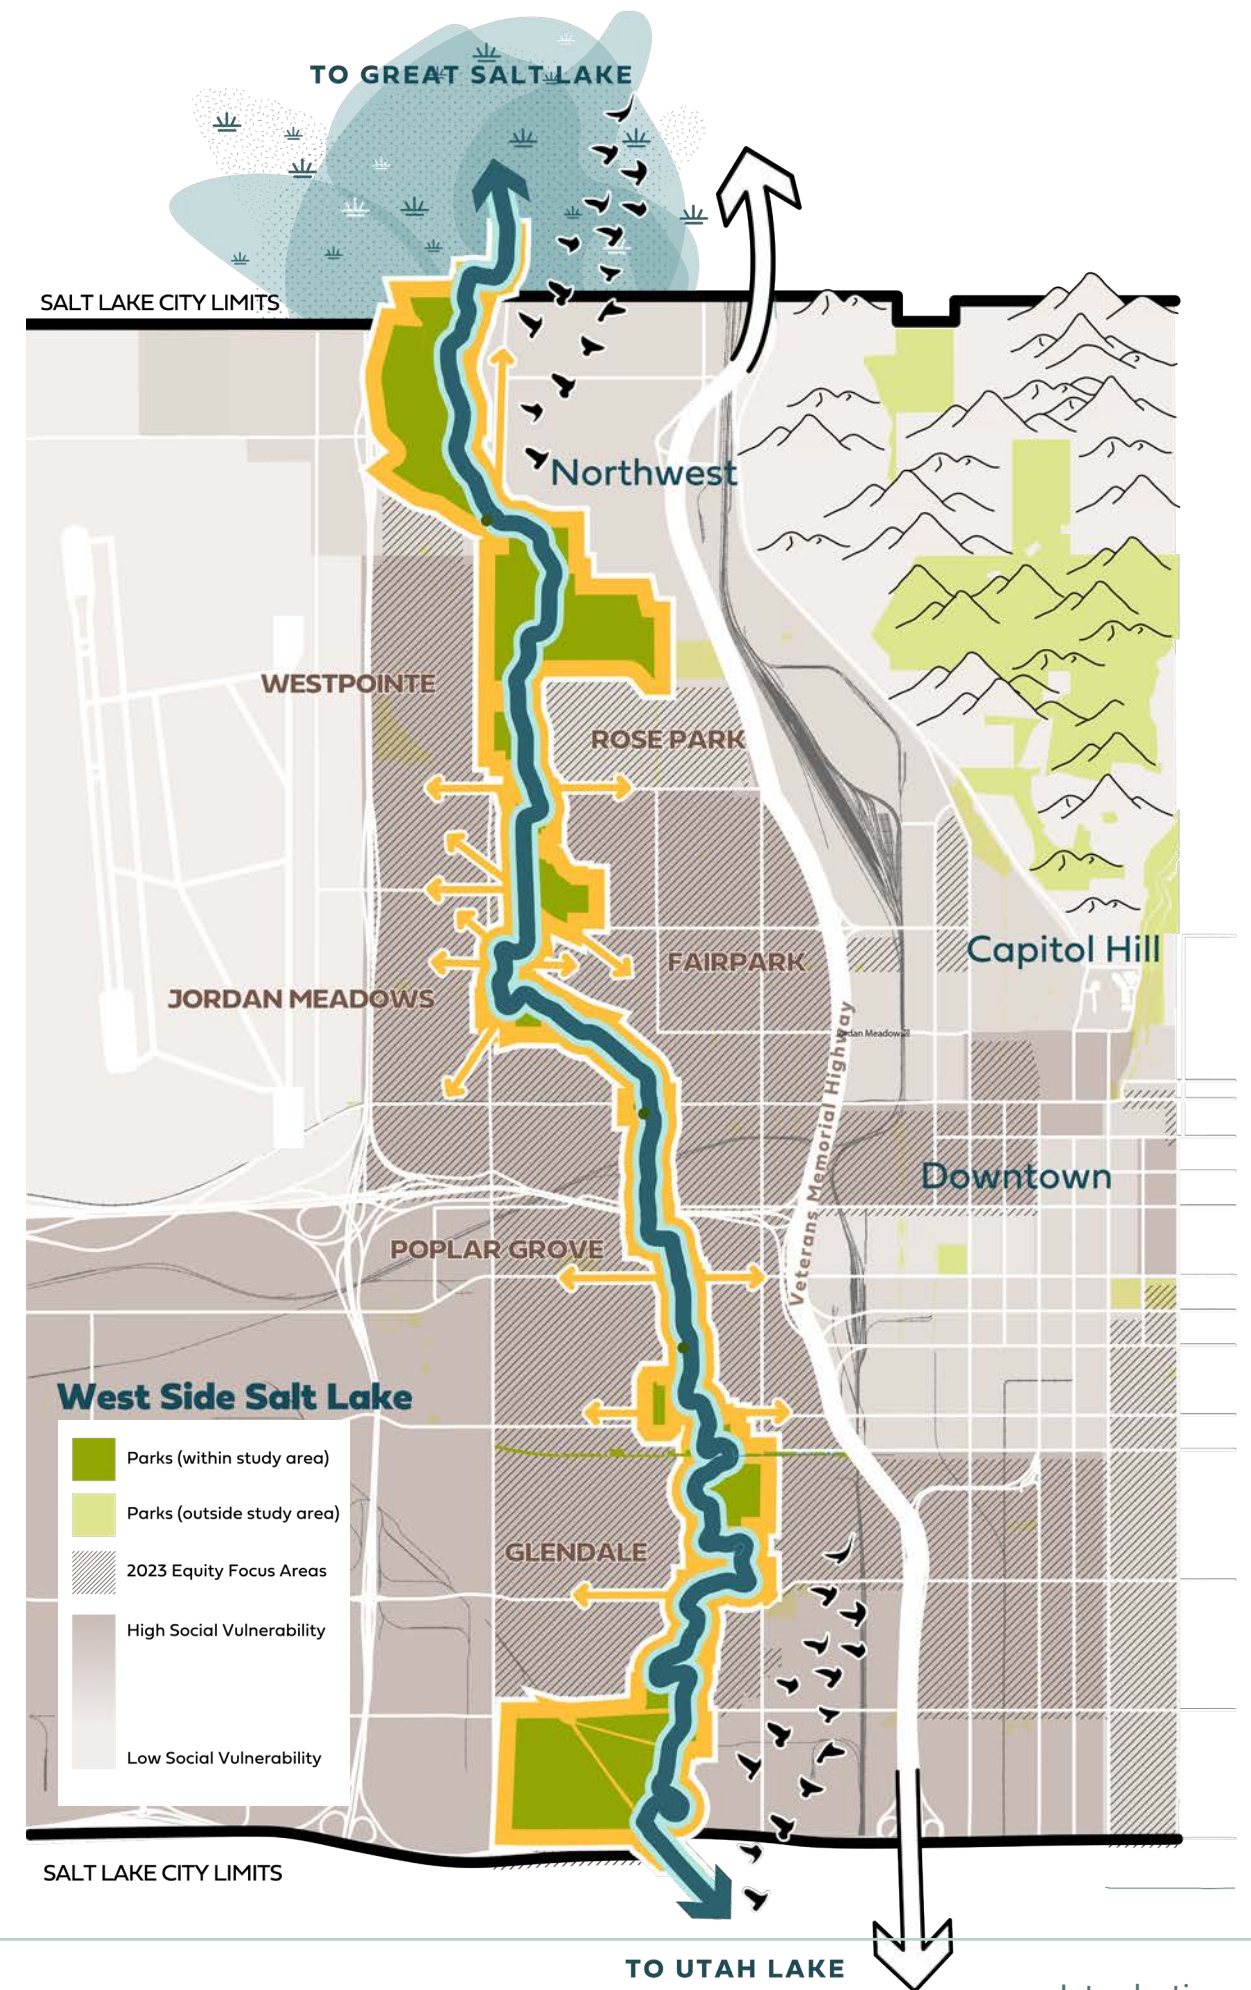 TO GREAT SALT LAKE
SALT LAKE CITY LIMITS
Northwest
WESTPOINTE
ROSE PARK
Capitol Hill
FAIRPARK
JORDAN MEADOWS
Jordan Meadows
Veterans Memorial Highway
Downtown
POPLAR GROVE
West Side Salt Lake
Parks (within study area)
Parks (outside study area)
GLENDALE
2023 Equity Focus Areas
High Social Vulnerability
Low Social Vulnerability
SALT LAKE CITY LIMITS
TO UTAH LAKE